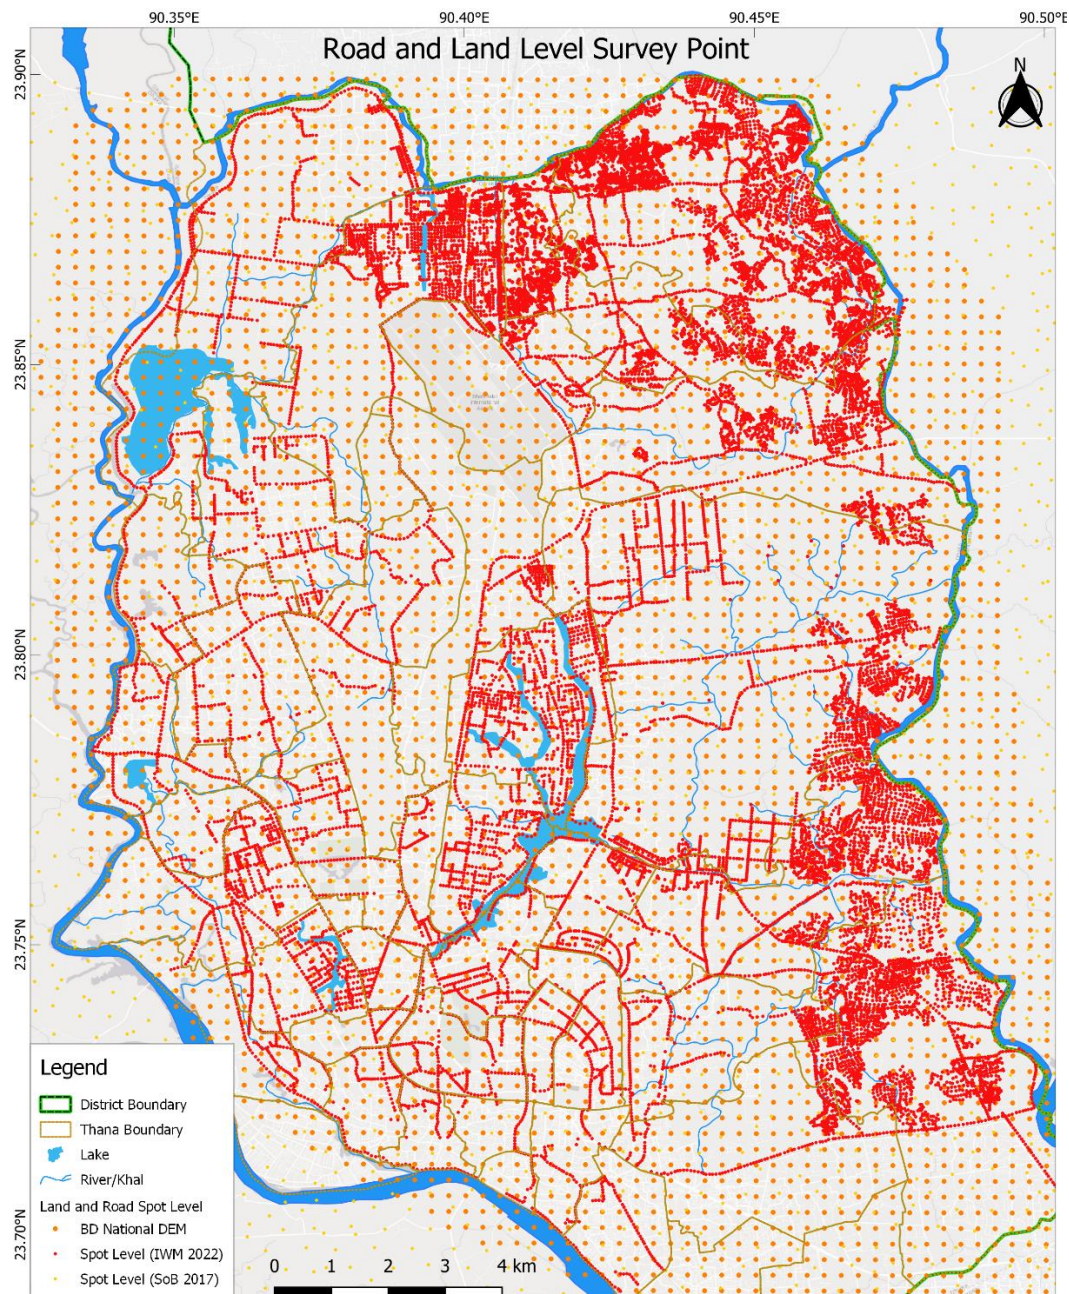 90.35°E 90.40°E 90.45°E 90.50°E
Road and Land Level Survey Point
N
23.90°N
23.85°N
23.80°N
23.75°N
23.70°N
Legend
District Boundary
Thana Boundary
Lake
River/Khal
Land and Road Spot Level
BD National DEM
Spot Level (IWM 2022)
Spot Level (SoB 2017)
0 1 2 3 4 km